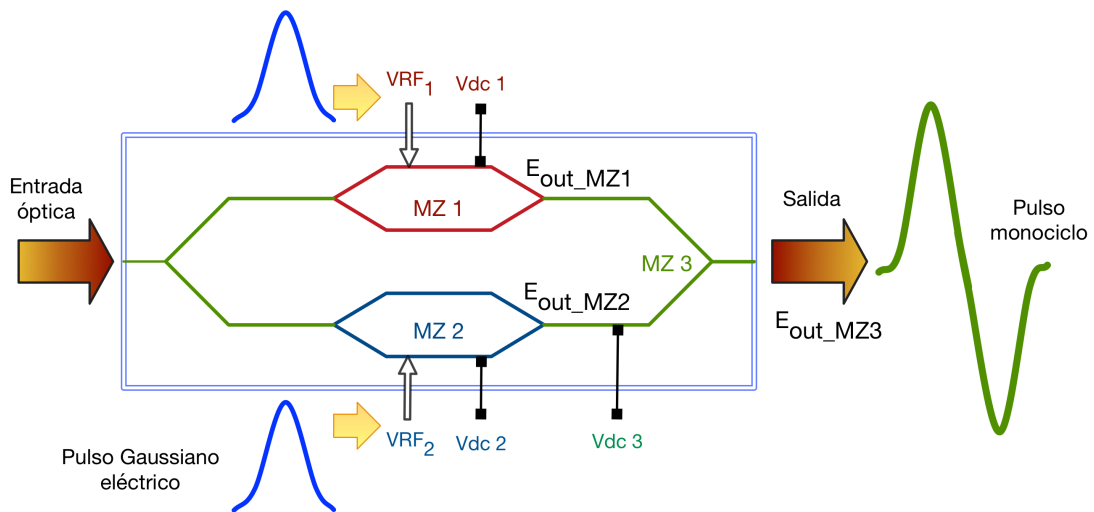 VRF1
Vdc 1
Entrada
óptica
Eout_MZ1
MZ 1
Salida
Pulso
monociclo
MZ 3
Eout_MZ2
MZ 2
Eout_MZ3
VRF2
Vdc 2
Vdc 3
Pulso Gaussiano
eléctrico